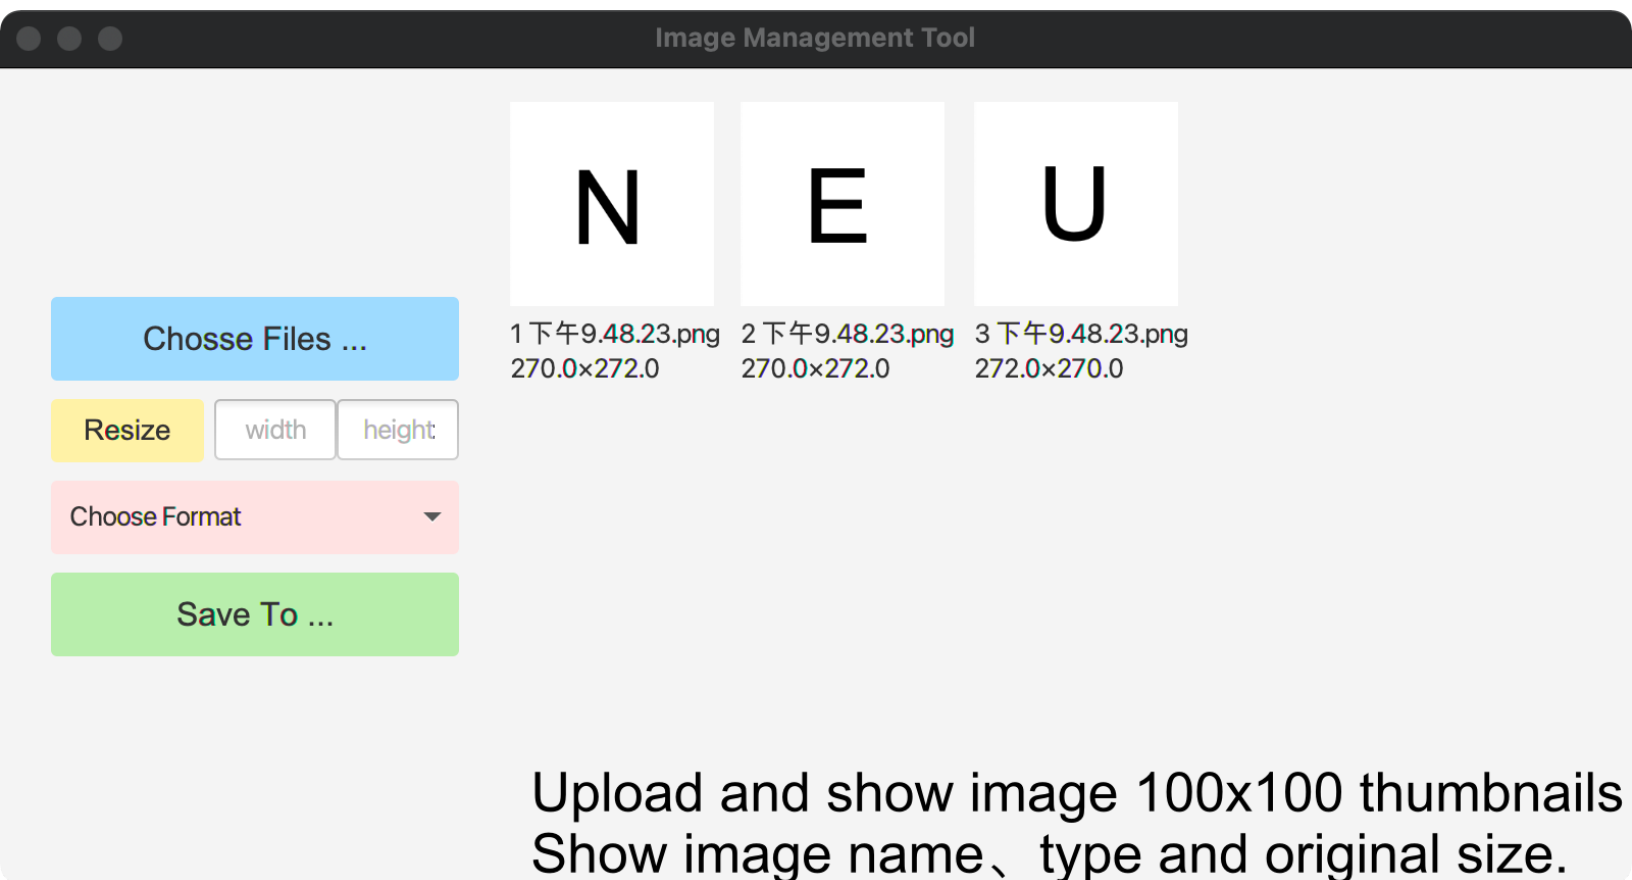 Image Management Tool
N
E
U
1 下午9.48.23.png
270.0×272.0
2 下午9.48.23.png
270.0×272.0
3 下午9.48.23.png
272.0×270.0
Chosse Files ...
Resize
width
height
Choose Format
Save To ...
Upload and show image 100x100 thumbnails
Show image name、type and original size.